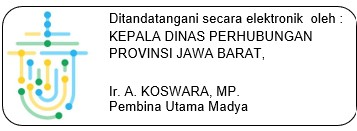 Ditandatangani secara elektronik  oleh :
KEPALA DINAS PERHUBUNGAN
PROVINSI JAWA BARAT,
Ir. A. KOSWARA, MP.
Pembina Utama Madya